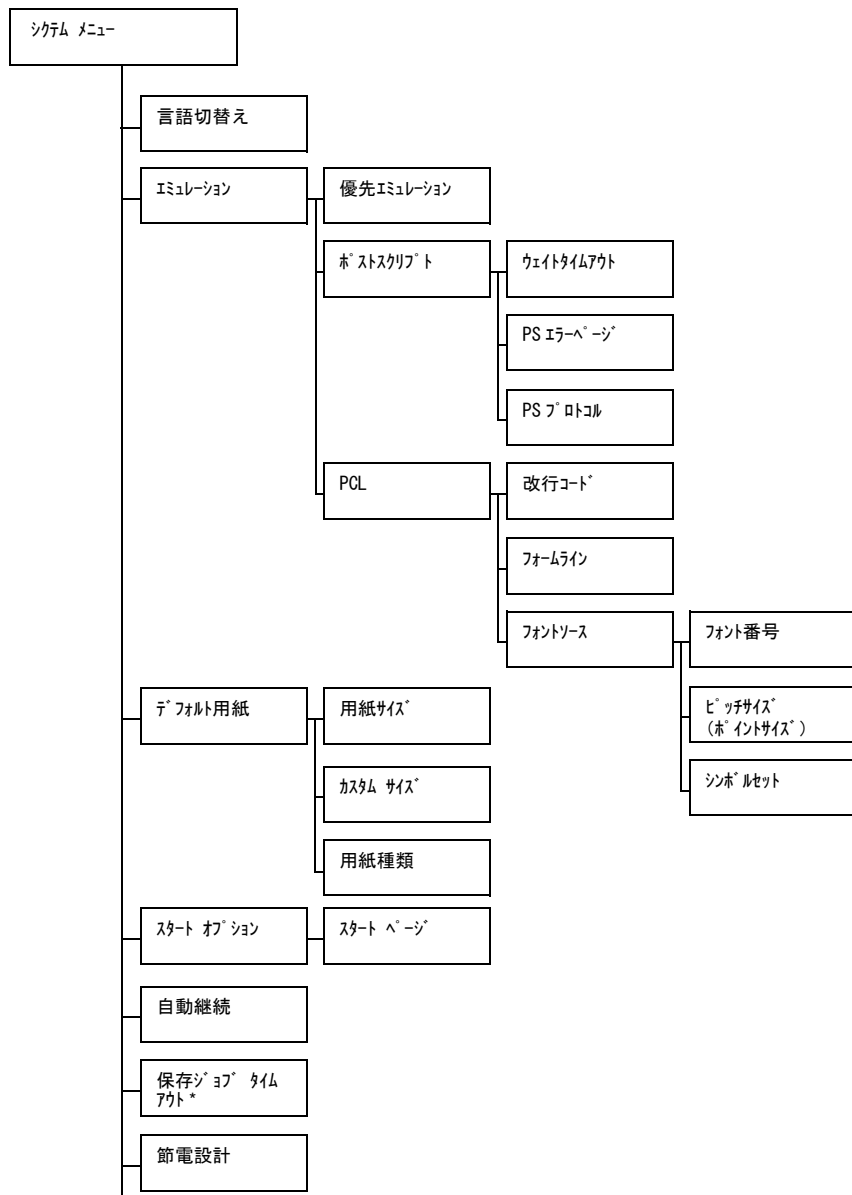 ｼｸﾃﾑ ﾒﾆｭｰ
言語切替え
ｴﾐｭﾚｰｼｮﾝ
優先ｴﾐｭﾚｰｼｮﾝ
ﾎﾟｽﾄｽｸﾘﾌﾟﾄ
ｳｪｲﾄﾀｲﾑｱｳﾄ
PS ｴﾗｰﾍﾟｰｼﾞ
PS ﾌﾟﾛﾄｺﾙ
PCL
改行ｺｰﾄﾞ
ﾌｫｰﾑﾗｲﾝ
ﾌｫﾝﾄｿｰｽ
ﾌｫﾝﾄ番号
ﾋﾟｯﾁｻｲｽﾞ
(ﾎﾟｲﾝﾄｻｲｽﾞ)
ｼﾝﾎﾞﾙｾｯﾄ
ﾃﾞﾌｫﾙﾄ用紙
用紙ｻｲｽﾞ
ｶｽﾀﾑ ｻｲｽﾞ
用紙種類
ｽﾀｰﾄ ｵﾌﾟｼｮﾝ
ｽﾀｰﾄ ﾍﾟｰｼﾞ
自動継続
保存ｼﾞｮﾌﾞ ﾀｲﾑ
ｱｳﾄ *
節電設計